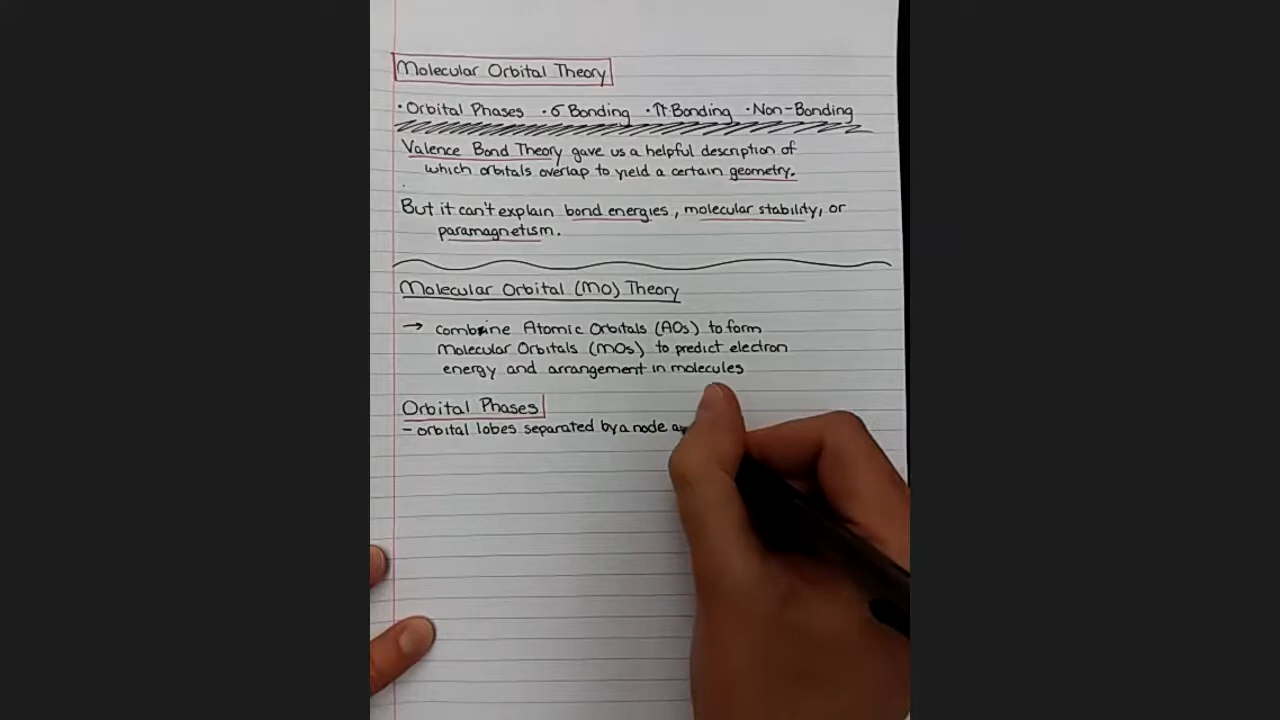 Molecular Orbital Theory
• Orbital Phases • σ Bonding • π Bonding • Non-Bonding
Valence Bond Theory gave us a helpful description of
which orbitals overlap to yield a certain geometry.
But it can't explain bond energies, molecular stability, or
paramagnetism.
Molecular Orbital (MO) Theory
→ combine Atomic Orbitals (AOs) to form
Molecular Orbitals (MOs) to predict electron
energy and arrangement in molecules
Orbital Phases
- orbital lobes separated by a node